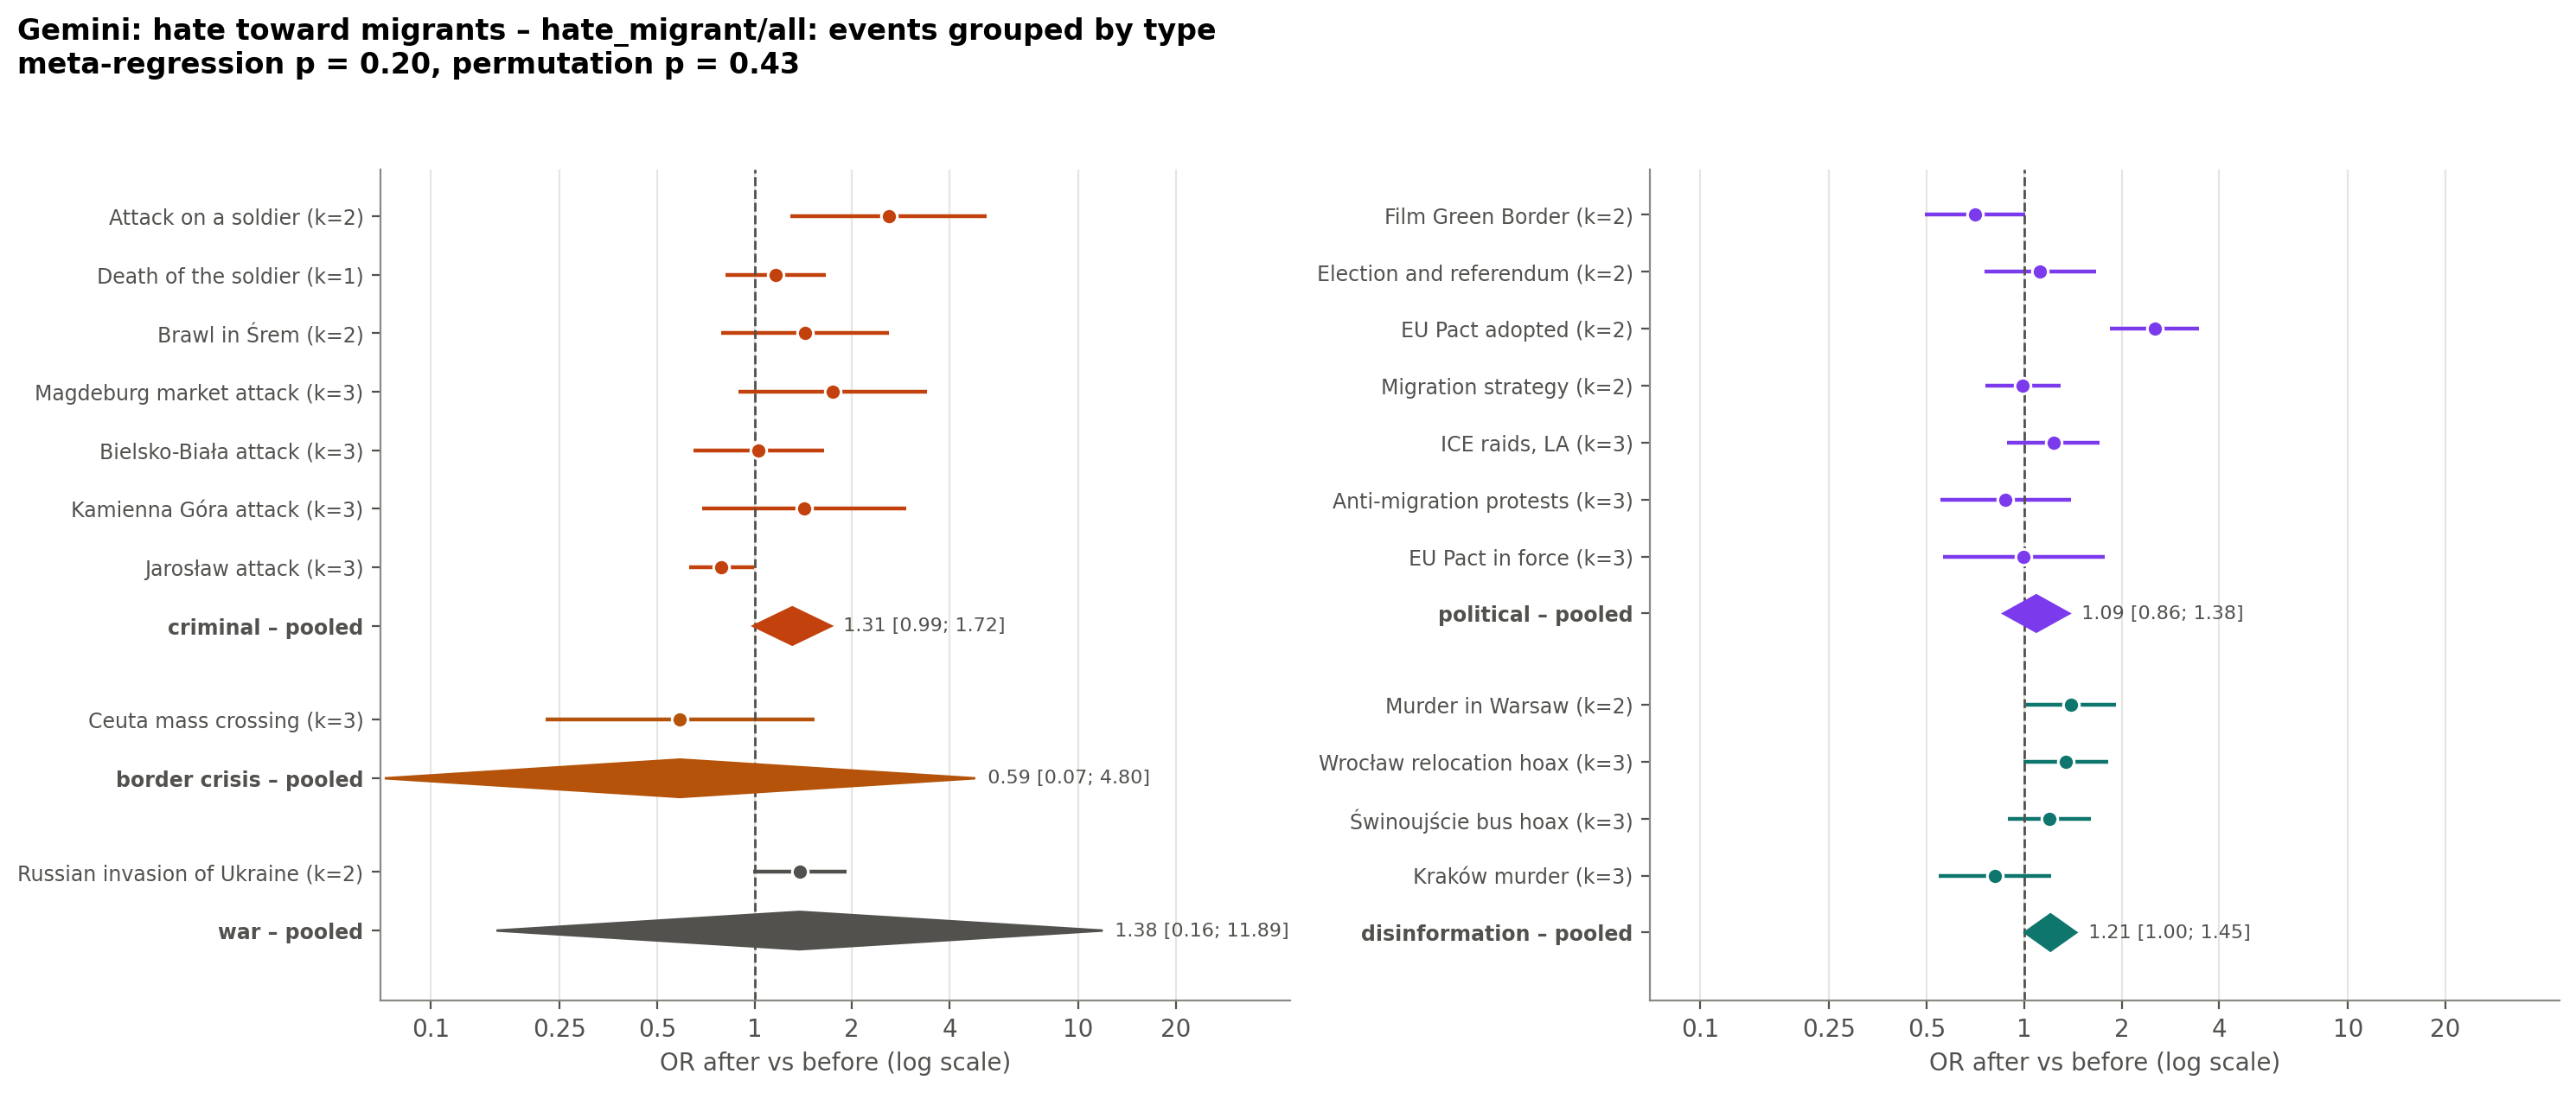 Gemini: hate toward migrants – hate_migrant/all: events grouped by type
meta-regression p = 0.20, permutation p = 0.43
Attack on a soldier (k=2)
Death of the soldier (k=1)
Brawl in Śrem (k=2)
Magdeburg market attack (k=3)
Bielsko-Biała attack (k=3)
Kamienna Góra attack (k=3)
Jarosław attack (k=3)
criminal – pooled
1.31 [0.99; 1.72]
Ceuta mass crossing (k=3)
border crisis – pooled
0.59 [0.07; 4.80]
Russian invasion of Ukraine (k=2)
war – pooled
1.38 [0.16; 11.89]
0.1 0.25 0.5 1 2 4 10 20
OR after vs before (log scale)
Film Green Border (k=2)
Election and referendum (k=2)
EU Pact adopted (k=2)
Migration strategy (k=2)
ICE raids, LA (k=3)
Anti-migration protests (k=3)
EU Pact in force (k=3)
political – pooled
1.09 [0.86; 1.38]
Murder in Warsaw (k=2)
Wrocław relocation hoax (k=3)
Świnoujście bus hoax (k=3)
Kraków murder (k=3)
disinformation – pooled
1.21 [1.00; 1.45]
0.1 0.25 0.5 1 2 4 10 20
OR after vs before (log scale)